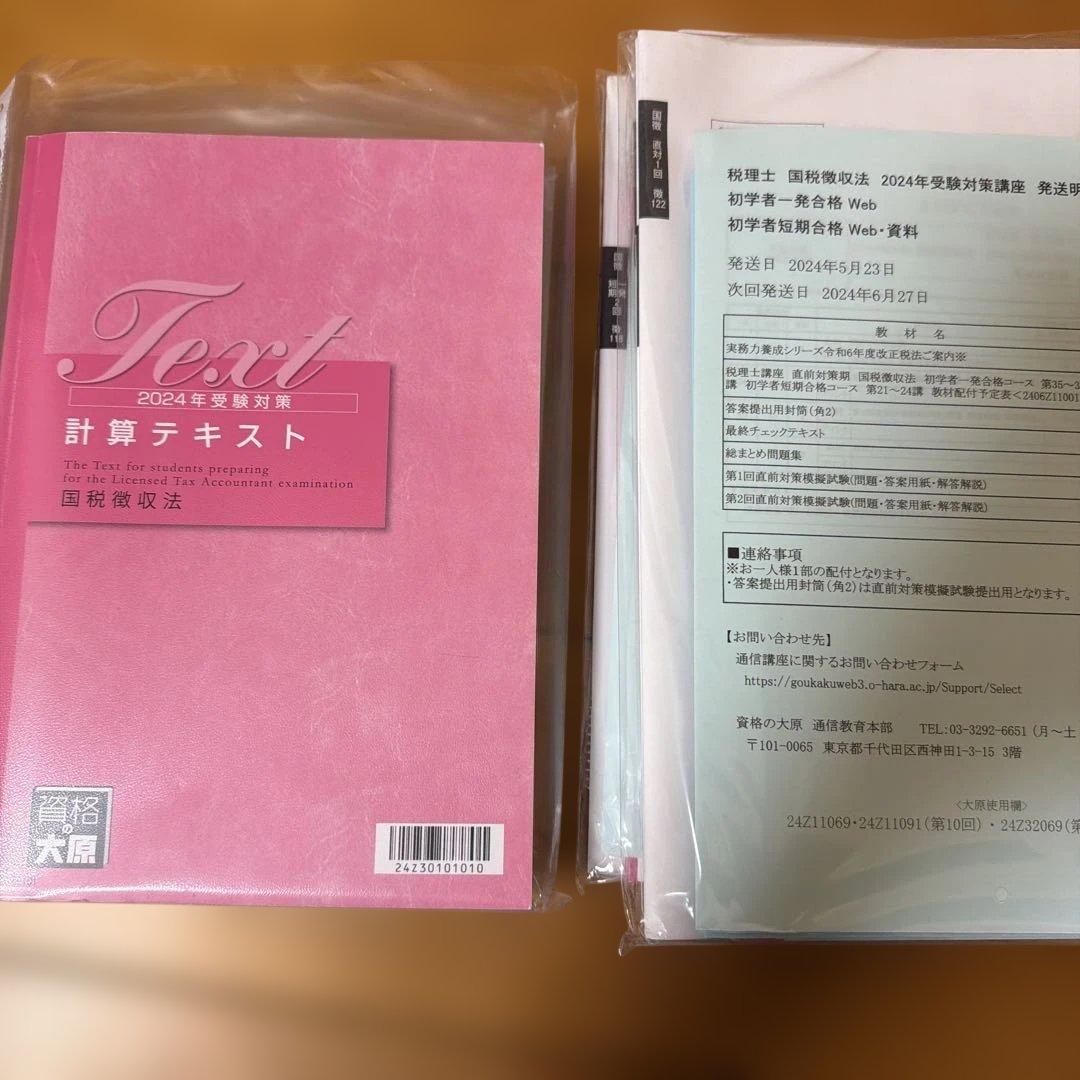 Text
2024年受験対策
計算テキスト
The Text for students preparing
for the Licensed Tax Accountant examination
国税徴収法
資格の大原
24Z30101010
国徴 一発 短期 2回 徴118
国徴 直対1回 徴122
税理士 国税徴収法 2024年受験対策講座 発送明
初学者一発合格 Web
初学者短期合格 Web・資料
発送日 2024年5月23日
次回発送日 2024年6月27日
教 材 名
実務力養成シリーズ令和6年度改正税法ご案内※
税理士講座 直前対策期 国税徴収法 初学者一発合格コース 第35～3
講 初学者短期合格コース 第21～24講 教材配付予定表<2406Z11001
答案提出用封筒(角2)
最終チェックテキスト
総まとめ問題集
第1回直前対策模擬試験(問題・答案用紙・解答解説)
第2回直前対策模擬試験(問題・答案用紙・解答解説)
■連絡事項
※お一人様1部の配付となります。
・答案提出用封筒(角2)は直前対策模擬試験提出用となります。
【お問い合わせ先】
通信講座に関するお問い合わせフォーム
https://goukakuweb3.o-hara.ac.jp/Support/Select
資格の大原 通信教育本部 TEL:03-3292-6651 (月～土
〒101-0065 東京都千代田区西神田1-3-15 3階
<大原使用欄>
24Z11069・24Z11091(第10回)・24Z32069(第